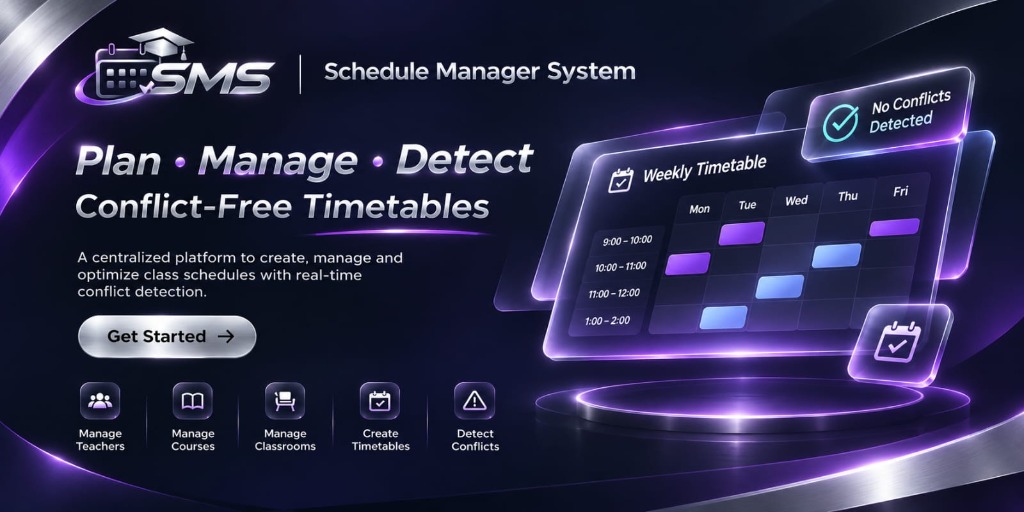 SMS
Schedule Manager System
Plan • Manage • Detect
Conflict-Free Timetables
A centralized platform to create, manage and
optimize class schedules with real-time
conflict detection.
Get Started →
Manage
Teachers
Manage
Courses
Manage
Classrooms
Create
Timetables
Detect
Conflicts
No Conflicts
Detected
Weekly Timetable
Mon Tue Wed Thu Fri
9:00 – 10:00
10:00 – 11:00
11:00 – 12:00
1:00 – 2:00